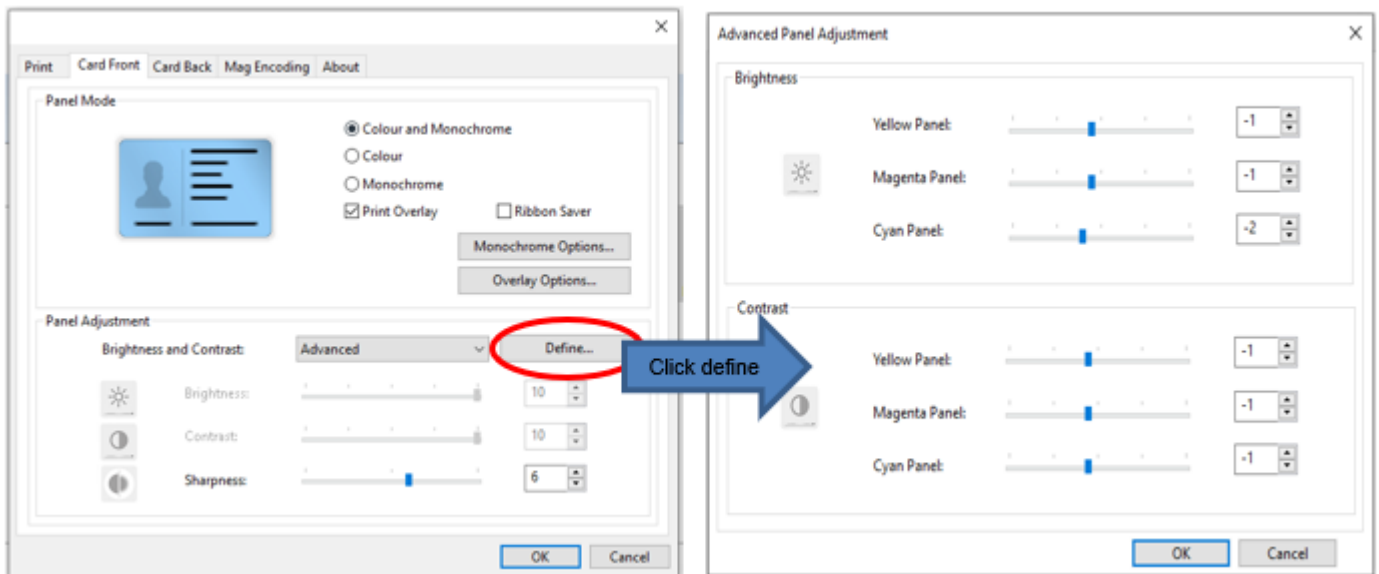 Print Card Front Card Back Mag Encoding About
Panel Mode
Colour and Monochrome
Colour
Monochrome
Print Overlay Ribbon Saver
Monochrome Options...
Overlay Options...
Panel Adjustment
Brightness and Contrast: Advanced Define...
Brightness: 10
Contrast: 10
Sharpness: 6
OK Cancel
Click define
Advanced Panel Adjustment
Brightness
Yellow Panel: -1
Magenta Panel: -1
Cyan Panel: -2
Contrast
Yellow Panel: -1
Magenta Panel: -1
Cyan Panel: -1
OK Cancel